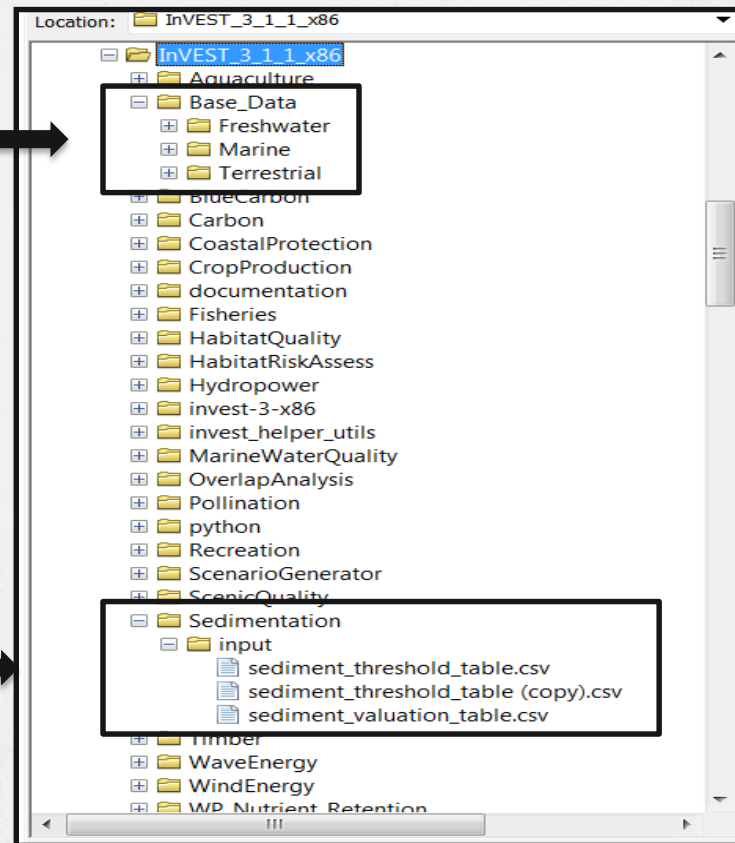 Location: InVEST_3_1_1_x86
InVEST_3_1_1_x86
Aquaculture
Base_Data
Freshwater
Marine
Terrestrial
BlueCarbon
Carbon
CoastalProtection
CropProduction
documentation
Fisheries
HabitatQuality
HabitatRiskAssess
Hydropower
invest-3-x86
invest_helper_utils
MarineWaterQuality
OverlapAnalysis
Pollination
python
Recreation
ScenarioGenerator
ScenicQuality
Sedimentation
input
sediment_threshold_table.csv
sediment_threshold_table (copy).csv
sediment_valuation_table.csv
Timber
WaveEnergy
WindEnergy
WP_Nutrient_Retention